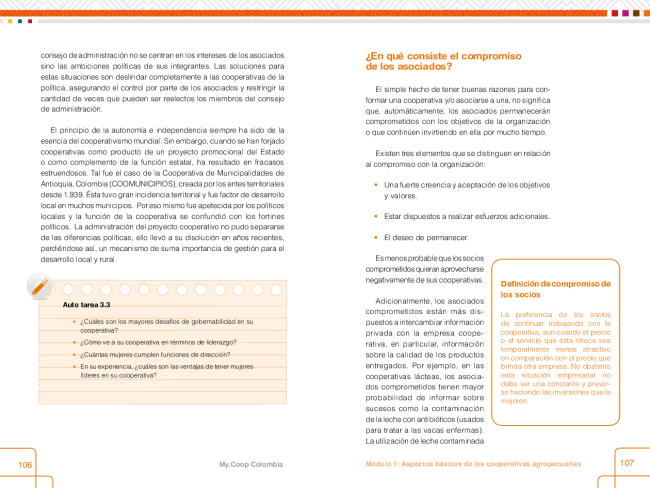 consejo de administración no se centran en los intereses de los asociados
sino las ambiciones políticas de sus integrantes. Las soluciones para
estas situaciones son deslindar completamente a las cooperativas de la
política, asegurando el control por parte de los asociados y restringir la
cantidad de veces que pueden ser reelectos los miembros del consejo
de administración.
El principio de la autonomía e independencia siempre ha sido de la
esencia del cooperativismo mundial. Sin embargo, cuando se han forjado
cooperativas como producto de un proyecto promocional del Estado
o como complemento de la función estatal, ha resultado en fracasos
estruendosos. Tal fue el caso de la Cooperativa de Municipalidades de
Antioquia, Colombia (COOMUNICIPIOS), creada por los entes territoriales
desde 1.939. Ésta tuvo gran incidencia territorial y fue factor de desarrollo
local en muchos municipios. Por eso mismo fue apetecida por los políticos
locales y la función de la cooperativa se confundió con los fortines
políticos. La administración del proyecto cooperativo no pudo separarse
de las diferencias políticas, ello llevó a su disolución en años recientes,
perdiéndose así, un mecanismo de suma importancia de gestión para el
desarrollo local y rural.
Auto tarea 3.3
• ¿Cuáles son los mayores desafíos de gobernabilidad en su
cooperativa?
• ¿Cómo ve a su cooperativa en términos de liderazgo?
• ¿Cuántas mujeres cumplen funciones de dirección?
• En su experiencia, ¿cuáles son las ventajas de tener mujeres
líderes en su cooperativa?
106
My.Coop Colombia
¿En qué consiste el compromiso
de los asociados?
El simple hecho de tener buenas razones para con-
formar una cooperativa y/o asociarse a una, no significa
que, automáticamente, los asociados permanecerán
comprometidos con los objetivos de la organización
o que continúen invirtiendo en ella por mucho tiempo.
Existen tres elementos que se distinguen en relación
al compromiso con la organización:
• Una fuerte creencia y aceptación de los objetivos
y valores.
• Estar dispuestos a realizar esfuerzos adicionales.
• El deseo de permanecer.
Es menos probable que los socios
comprometidos quieran aprovecharse
negativamente de sus cooperativas.
Adicionalmente, los asociados
comprometidos están más dis-
puestos a intercambiar información
privada con la empresa coope-
rativa, en particular, información
sobre la calidad de los productos
entregados. Por ejemplo, en las
cooperativas lácteas, los asocia-
dos comprometidos tienen mayor
probabilidad de informar sobre
sucesos como la contaminación
de la leche con antibióticos (usados
para tratar a las vacas enfermas).
La utilización de leche contaminada
Definición de compromiso de
los socios
La preferencia de los socios
de continuar trabajando con la
cooperativa, aun cuando el precio
o el servicio que ésta ofrece sea
temporalmente menos atractivo
en comparación con el precio que
brinda otra empresa. No obstante
esta situación empresarial no
debe ser una constante y prever-
se haciendo las inversiones que la
mejoren.
Módulo 1: Aspectos básicos de las cooperativas agropecuarias
107